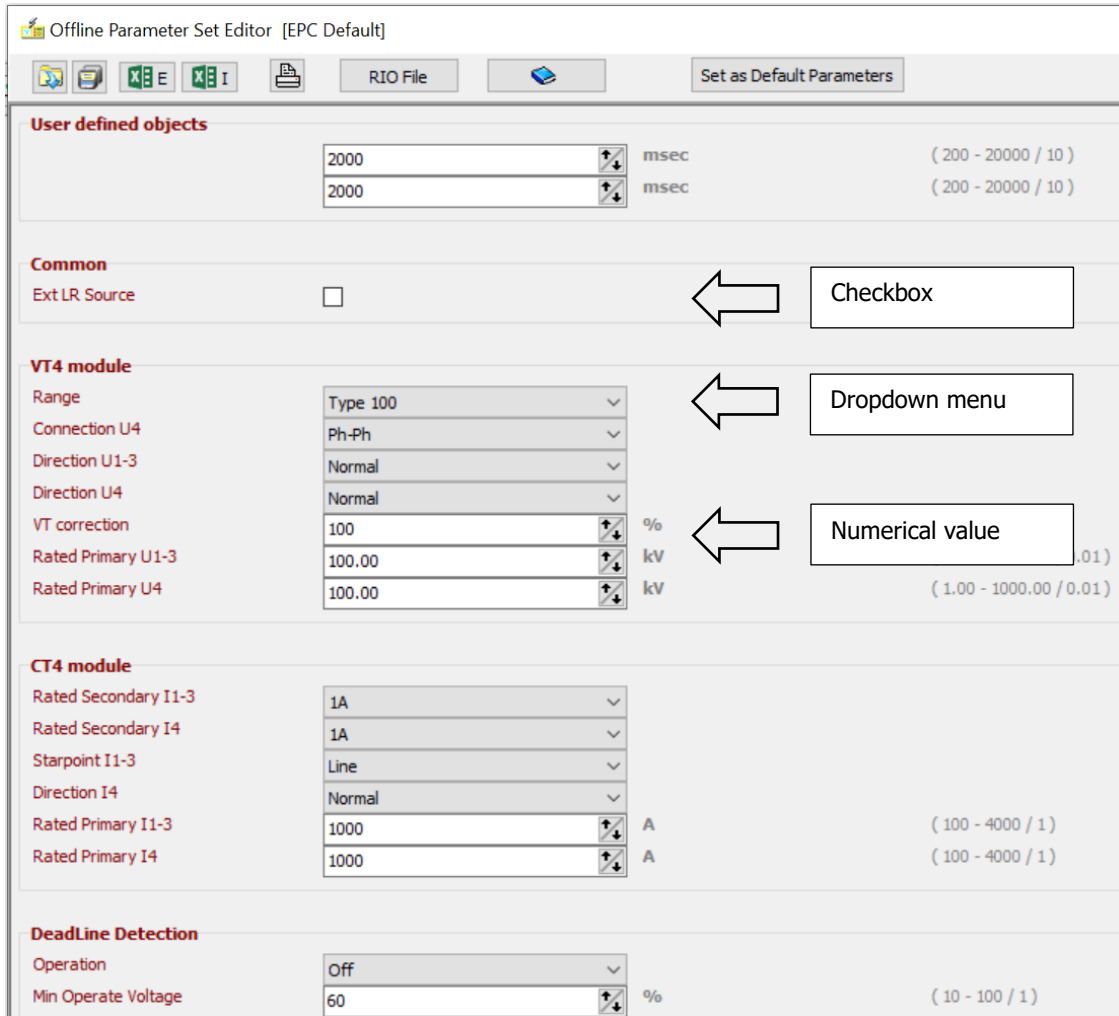 Offline Parameter Set Editor [EPC Default]
E I RIO File Set as Default Parameters
User defined objects
2000 msec ( 200 - 20000 / 10 )
2000 msec ( 200 - 20000 / 10 )
Common
Ext LR Source Checkbox
VT4 module
Range Type 100 Dropdown menu
Connection U4 Ph-Ph
Direction U1-3 Normal
Direction U4 Normal
VT correction 100 % Numerical value
Rated Primary U1-3 100.00 kV .01 )
Rated Primary U4 100.00 kV ( 1.00 - 1000.00 / 0.01 )
CT4 module
Rated Secondary I1-3 1A
Rated Secondary I4 1A
Starpoint I1-3 Line
Direction I4 Normal
Rated Primary I1-3 1000 A ( 100 - 4000 / 1 )
Rated Primary I4 1000 A ( 100 - 4000 / 1 )
DeadLine Detection
Operation Off
Min Operate Voltage 60 % ( 10 - 100 / 1 )